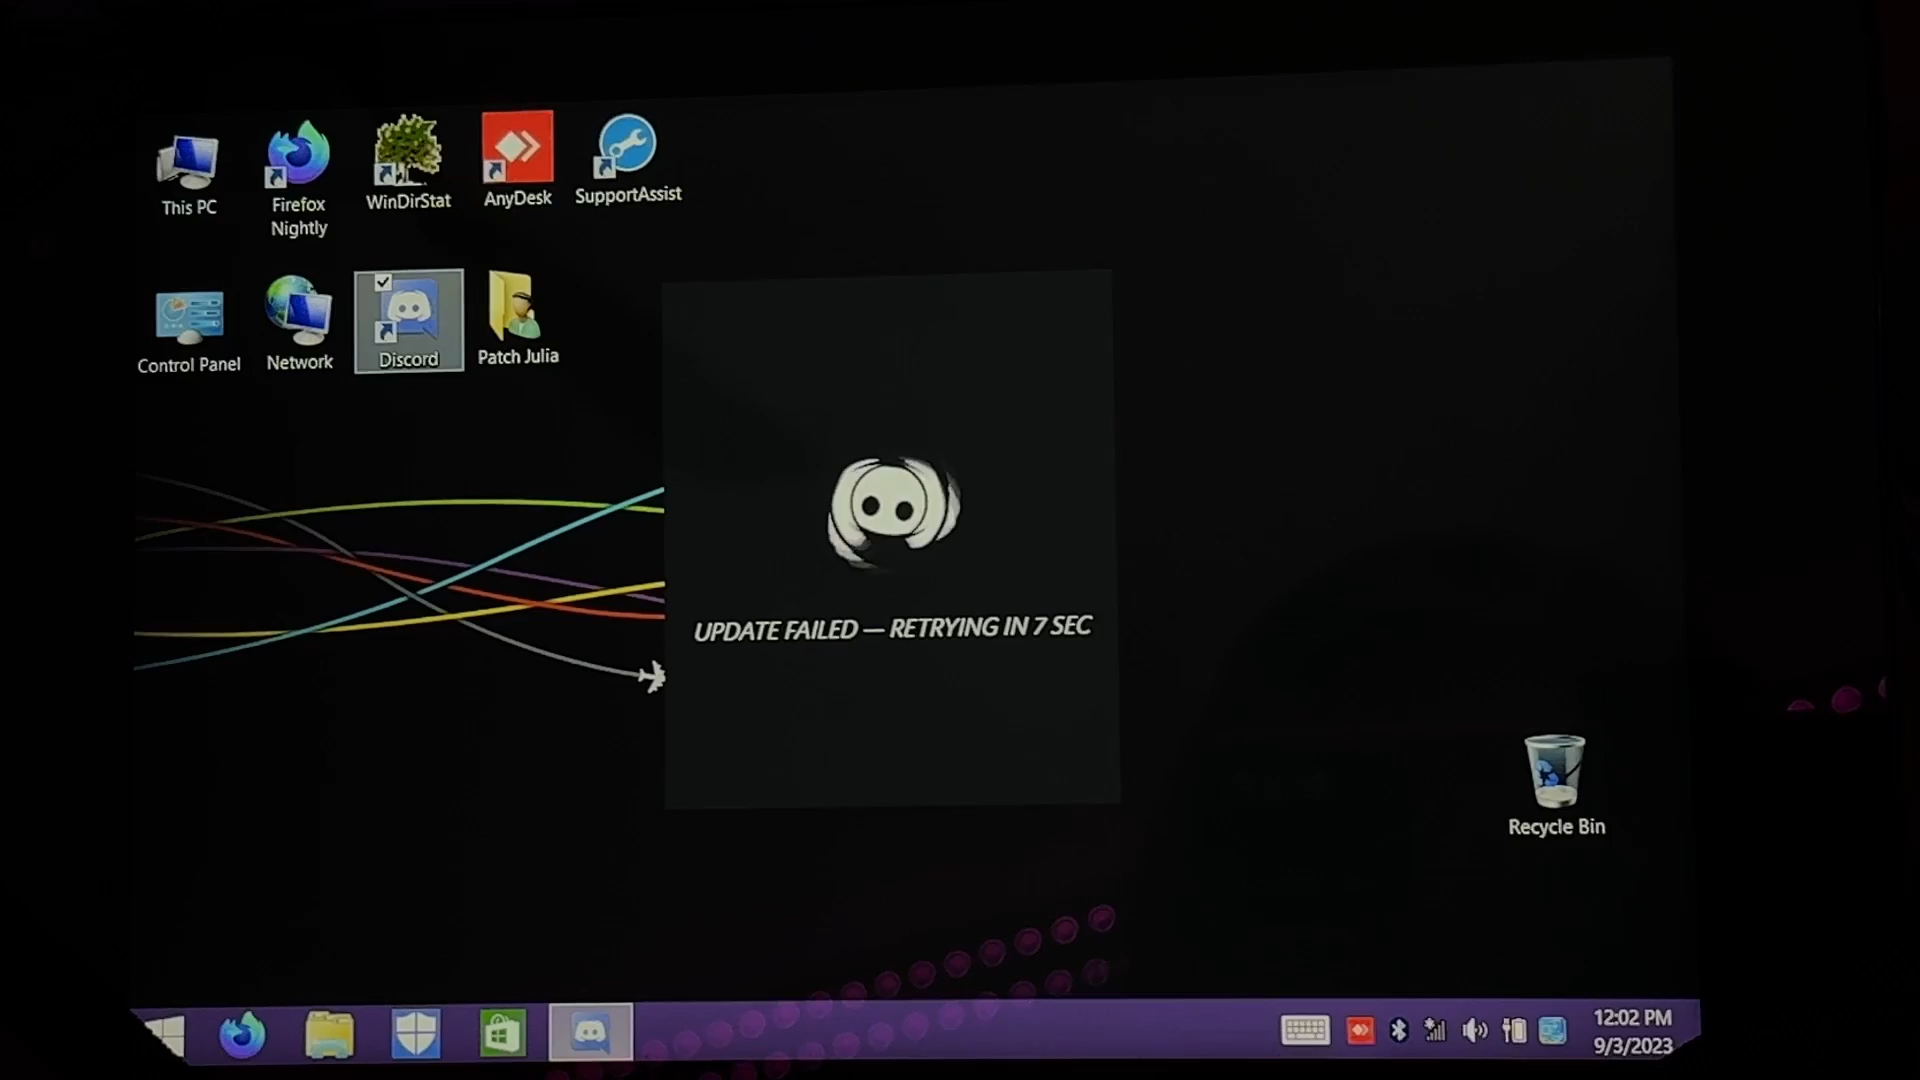 This PC
Firefox
Nightly
WinDirStat
AnyDesk
SupportAssist
Control Panel
Network
Discord
Patch Julia
UPDATE FAILED — RETRYING IN 7 SEC
Recycle Bin
12:02 PM
9/3/2023